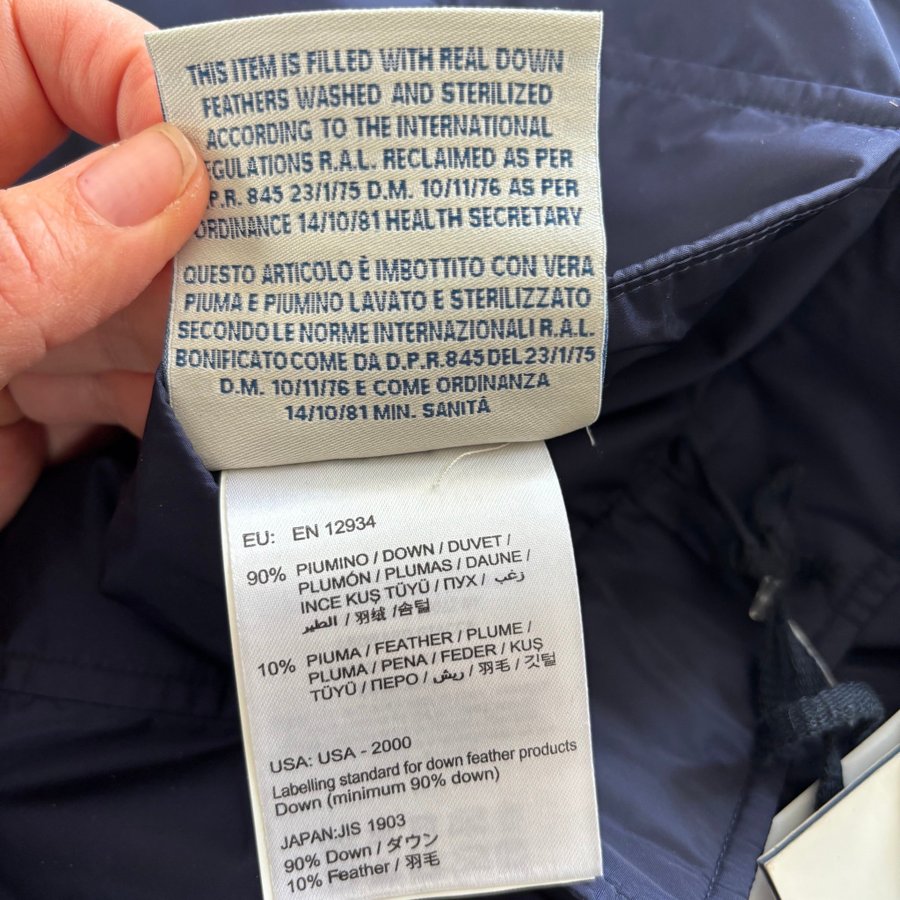 THIS ITEM IS FILLED WITH REAL DOWN
FEATHERS WASHED AND STERILIZED
ACCORDING TO THE INTERNATIONAL
EGULATIONS R.A.L. RECLAIMED AS PER
.P.R. 845 23/1/75 D.M. 10/11/76 AS PER
ORDINANCE 14/10/81 HEALTH SECRETARY
QUESTO ARTICOLO È IMBOTTITO CON VERA
PIUMA E PIUMINO LAVATO E STERILIZZATO
SECONDO LE NORME INTERNAZIONALI R.A.L.
BONIFICATO COME DA D.P.R. 845 DEL 23/1/75
D.M. 10/11/76 E COME ORDINANZA
14/10/81 MIN. SANITÁ
EU: EN 12934
90% PIUMINO / DOWN / DUVET /
PLUMÓN / PLUMAS / DAUNE /
INCE KUŞ TÜYÜ / ПУХ / زغب
الطير / 羽绒 / 솜털
10% PIUMA / FEATHER / PLUME /
PLUMA / PENA / FEDER / KUŞ
TÜYÜ / ПЕРО / ريش / 羽毛 / 깃털
USA: USA - 2000
Labelling standard for down feather products
Down (minimum 90% down)
JAPAN:JIS 1903
90% Down / ダウン
10% Feather / 羽毛